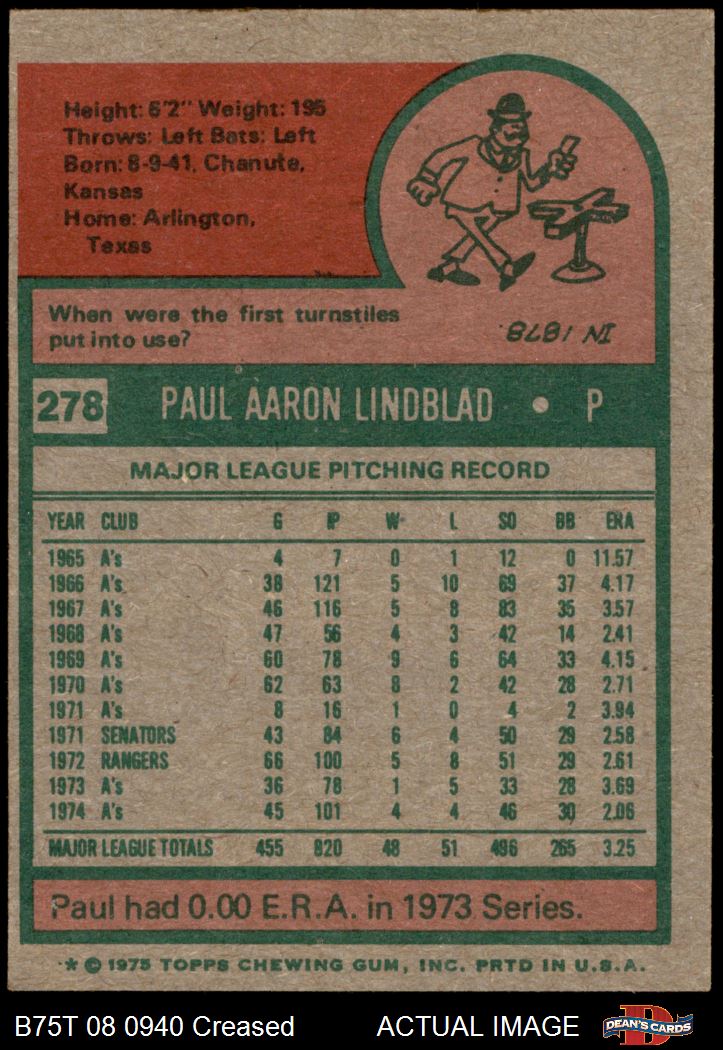 Height: 6'2" Weight: 195
Throws: Left Bats: Left
Born: 8-9-41, Chanute,
Kansas
Home: Arlington,
Texas
When were the first turnstiles
put into use?
IN 1878
278 PAUL AARON LINDBLAD • P
MAJOR LEAGUE PITCHING RECORD
YEAR CLUB G IP W L SO BB ERA
1965 A's 4 7 0 1 12 0 11.57
1966 A's 38 121 5 10 69 37 4.17
1967 A's 46 116 5 8 83 35 3.57
1968 A's 47 56 4 3 42 14 2.41
1969 A's 60 78 9 6 64 33 4.15
1970 A's 62 63 8 2 42 28 2.71
1971 A's 8 16 1 0 4 2 3.94
1971 SENATORS 43 84 6 4 50 29 2.58
1972 RANGERS 66 100 5 8 51 29 2.61
1973 A's 36 78 1 5 33 28 3.69
1974 A's 45 101 4 4 46 30 2.06
MAJOR LEAGUE TOTALS 455 820 48 51 496 265 3.25
Paul had 0.00 E.R.A. in 1973 Series.
* © 1975 TOPPS CHEWING GUM, INC. PRTD IN U.S.A.
B75T 08 0940 Creased ACTUAL IMAGE D DEAN'S CARDS